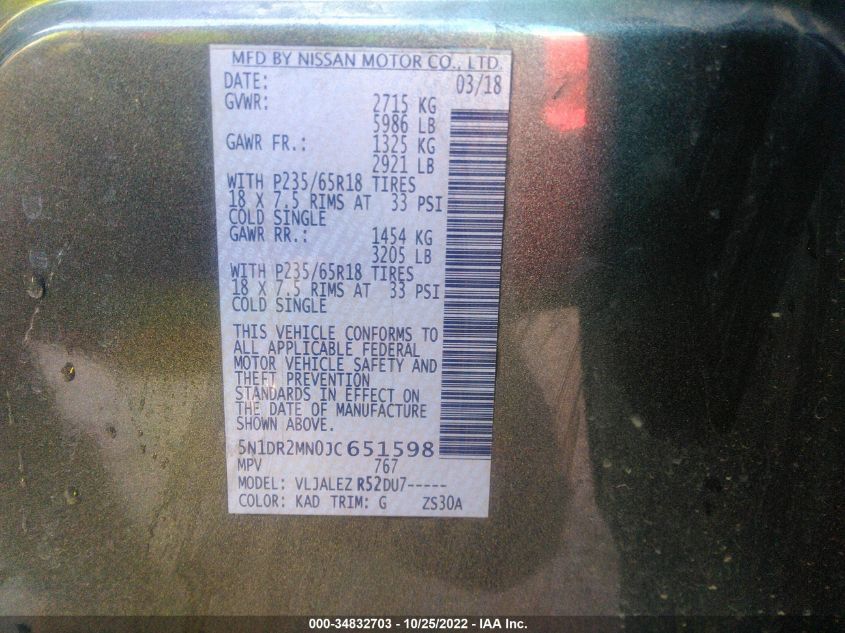 MFD BY NISSAN MOTOR CO., LTD.
DATE: 03/18
GVWR: 2715 KG
5986 LB
GAWR FR.: 1325 KG
2921 LB
WITH P235/65R18 TIRES
18 X 7.5 RIMS AT 33 PSI
COLD SINGLE
GAWR RR.: 1454 KG
3205 LB
WITH P235/65R18 TIRES
18 X 7.5 RIMS AT 33 PSI
COLD SINGLE
THIS VEHICLE CONFORMS TO
ALL APPLICABLE FEDERAL
MOTOR VEHICLE SAFETY AND
THEFT PREVENTION
STANDARDS IN EFFECT ON
THE DATE OF MANUFACTURE
SHOWN ABOVE.
5N1DR2MN0JC651598
MPV 767
MODEL: VLJALEZ R52DU7-----
COLOR: KAD TRIM: G ZS30A
000-34832703 - 10/25/2022 - IAA Inc.